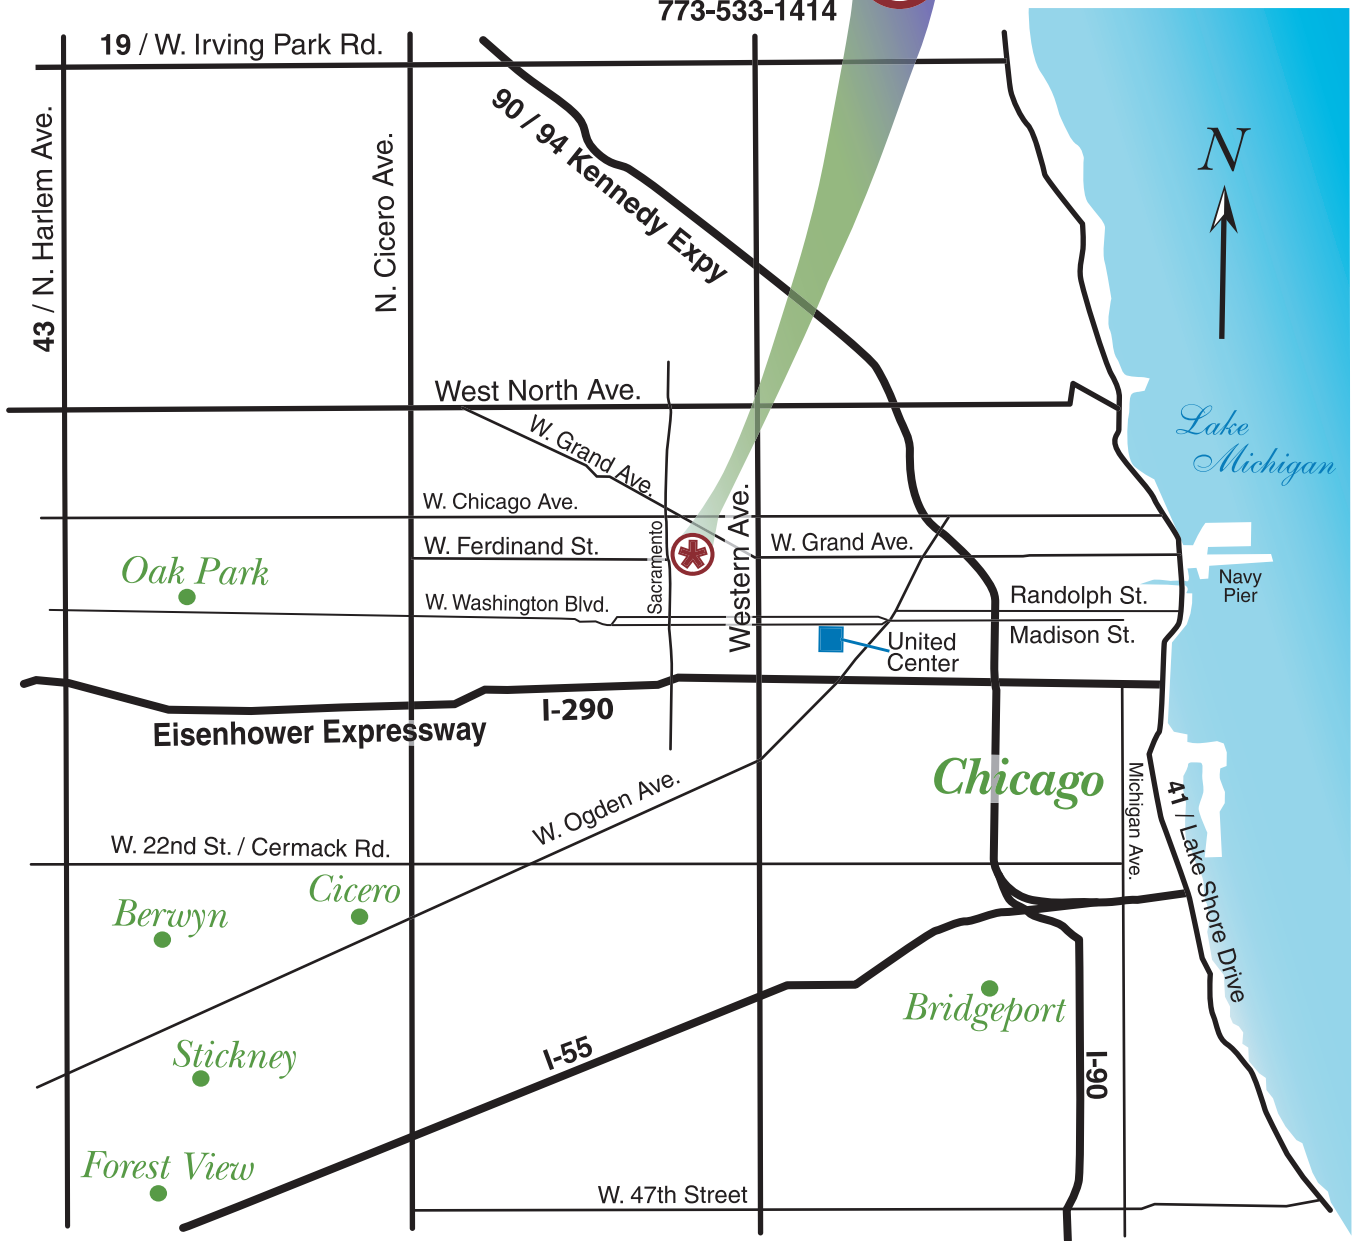 773-533-1414
19 / W. Irving Park Rd.
43 / N. Harlem Ave.
N. Cicero Ave.
90 / 94 Kennedy Expy
N
West North Ave.
Lake
Michigan
W. Grand Ave.
W. Chicago Ave.
W. Ferdinand St.
Sacramento
Western Ave.
W. Grand Ave.
Navy
Pier
Oak Park
W. Washington Blvd.
Randolph St.
Madison St.
United
Center
I-290
Eisenhower Expressway
Chicago
Michigan Ave.
41 / Lake Shore Drive
W. Ogden Ave.
W. 22nd St. / Cermack Rd.
Cicero
Berwyn
Bridgeport
Stickney
I-55
I-90
Forest View
W. 47th Street